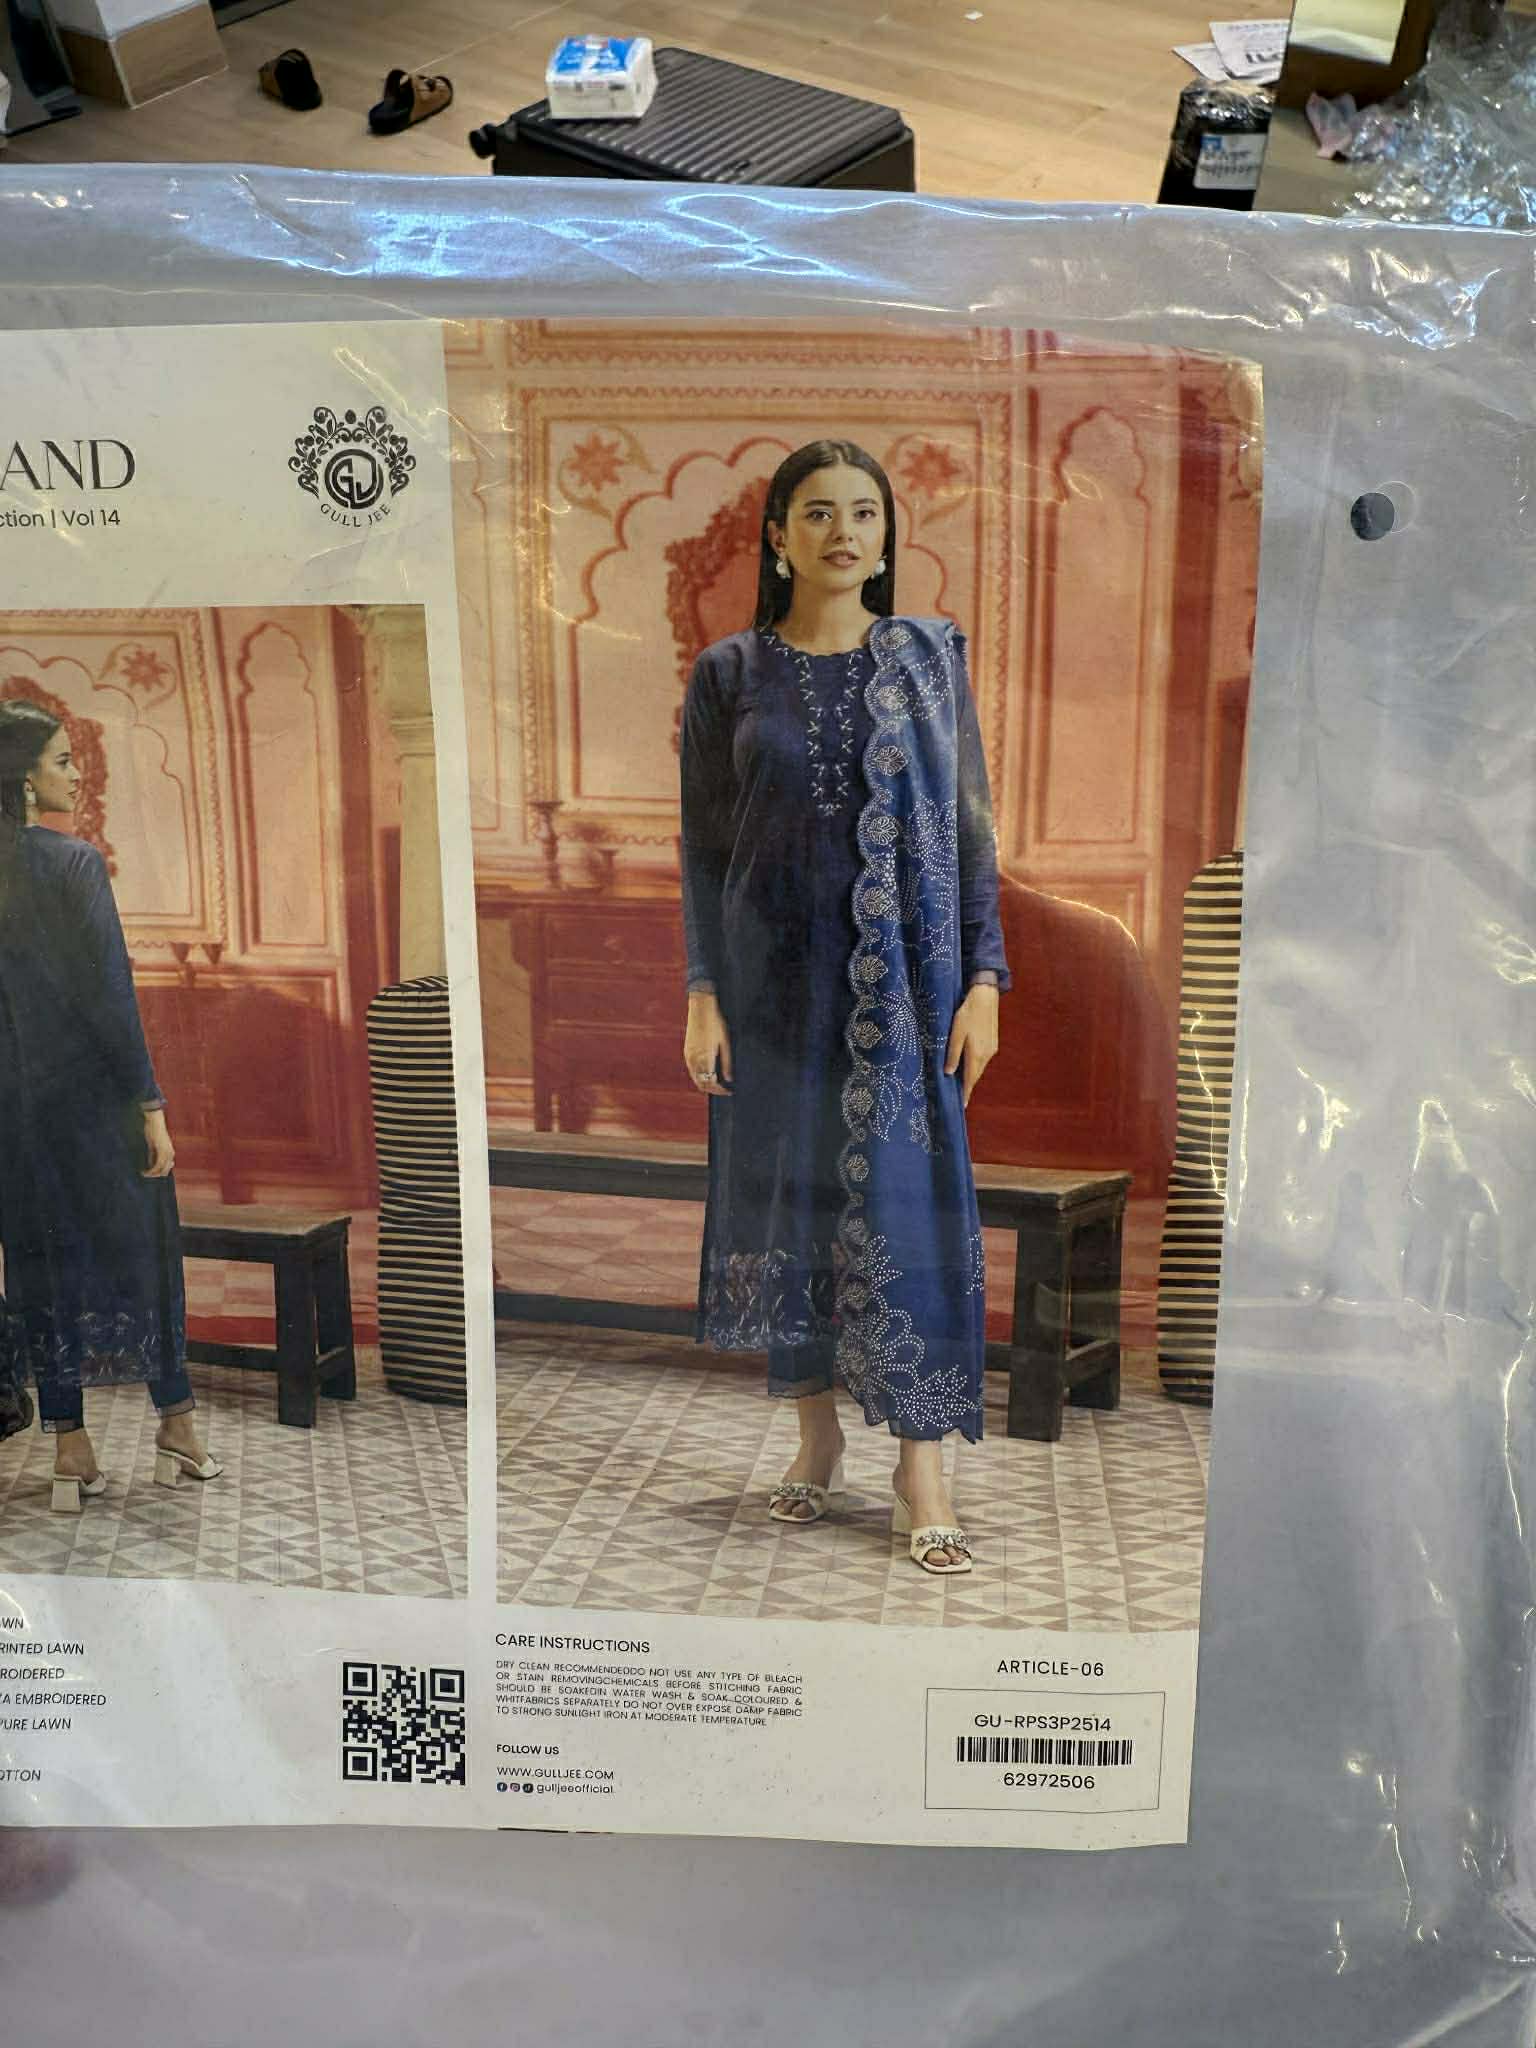 AND
ction | Vol 14
GJ
GULL JEE
WN
RINTED LAWN
ROIDERED
ZA EMBROIDERED
PURE LAWN
OTTON
CARE INSTRUCTIONS
DRY CLEAN RECOMMENDEDDO NOT USE ANY TYPE OF BLEACH
OR STAIN REMOVINGCHEMICALS BEFORE STITCHING FABRIC
SHOULD BE SOAKEDIN WATER WASH & SOAK COLOURED &
WHITFABRICS SEPARATELY DO NOT OVER EXPOSE DAMP FABRIC
TO STRONG SUNLIGHT IRON AT MODERATE TEMPERATURE
FOLLOW US
WWW.GULLJEE.COM
gulljeeofficial
ARTICLE-06
GU-RPS3P2514
62972506